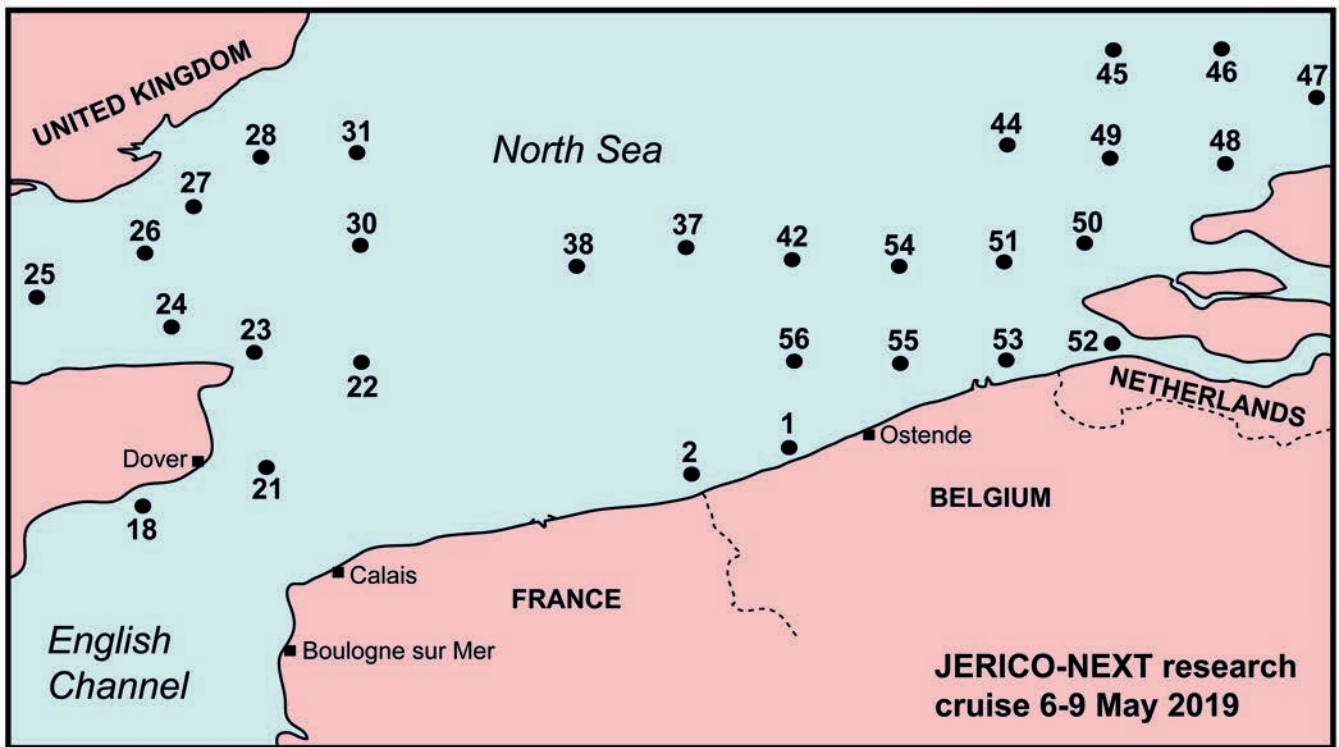 45
46
47
UNITED KINGDOM
28
31
44
49
48
North Sea
27
26
30
38
37
42
54
51
50
25
24
23
22
56
55
53
52
NETHERLANDS
1
Ostende
2
Dover
21
18
BELGIUM
Calais
FRANCE
English
Channel
Boulogne sur Mer
JERICO-NEXT research
cruise 6-9 May 2019